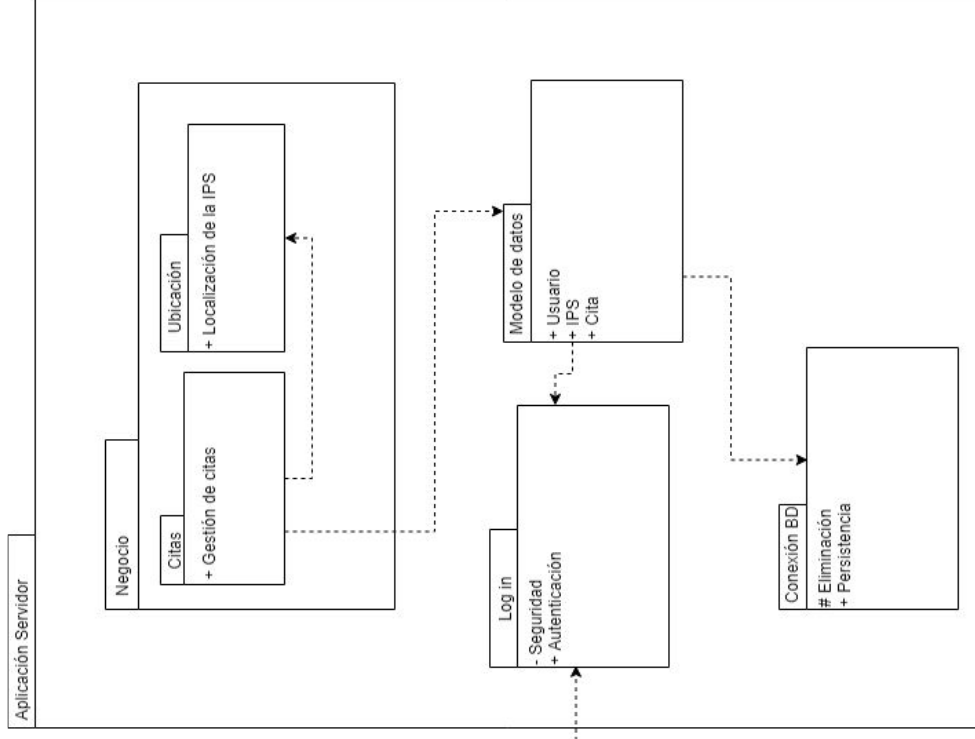 Aplicación Servidor
Negocio
Citas
+ Gestión de citas
Ubicación
+ Localización de la IPS
Log in
- Seguridad
+ Autenticación
Modelo de datos
+ Usuario
+ IPS
+ Cita
Conexión BD
# Eliminación
+ Persistencia